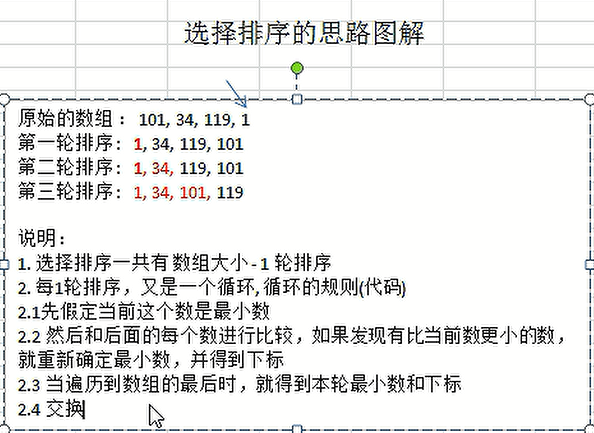 选择排序的思路图解
原始的数组： 101, 34, 119, 1
第一轮排序: 1, 34, 119, 101
第二轮排序: 1, 34, 119, 101
第三轮排序: 1, 34, 101, 119
说明：
1. 选择排序一共有数组大小 - 1 轮排序
2. 每1轮排序，又是一个循环, 循环的规则(代码)
2.1先假定当前这个数是最小数
2.2 然后和后面的每个数进行比较，如果发现有比当前数更小的数，
就重新确定最小数，并得到下标
2.3 当遍历到数组的最后时，就得到本轮最小数和下标
2.4 交换